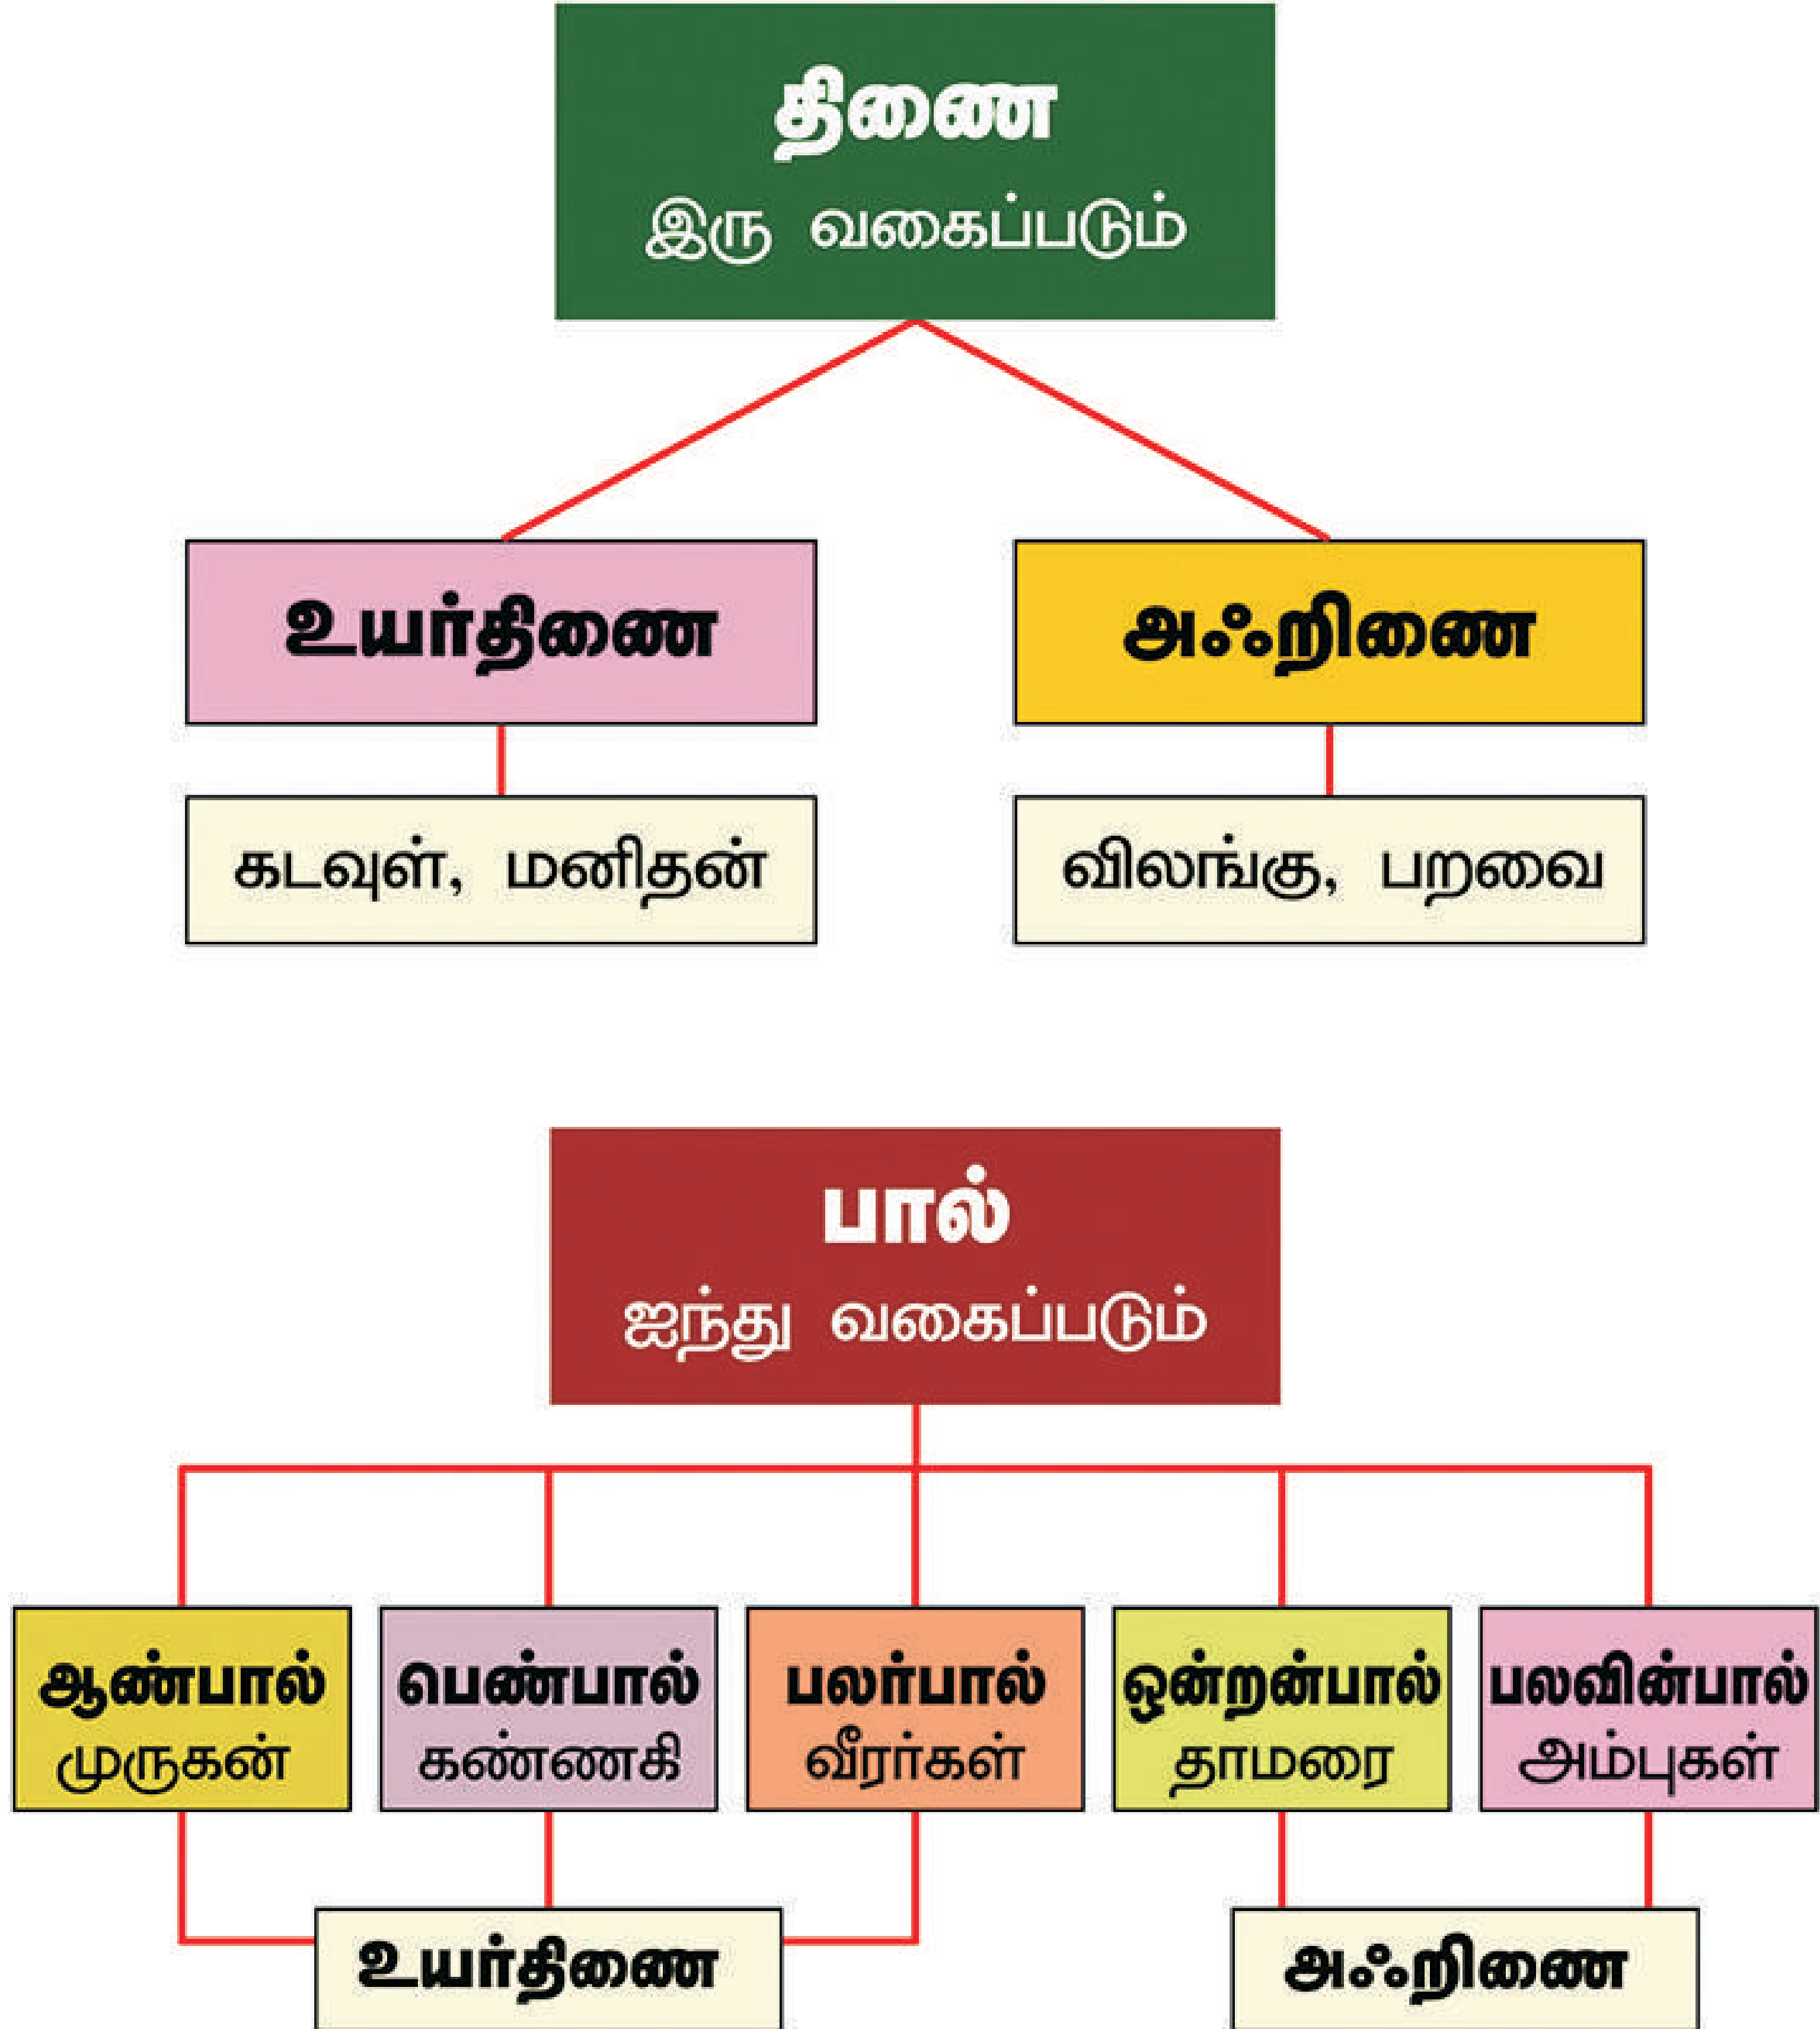 திணை
இரு வகைப்படும்
உயர்திணை
அஃறிணை
கடவுள், மனிதன்
விலங்கு, பறவை
பால்
ஐந்து வகைப்படும்
ஆண்பால்
முருகன்
பெண்பால்
கண்ணகி
பலர்பால்
வீரர்கள்
ஒன்றன்பால்
தாமரை
பலவின்பால்
அம்புகள்
உயர்திணை
அஃறிணை